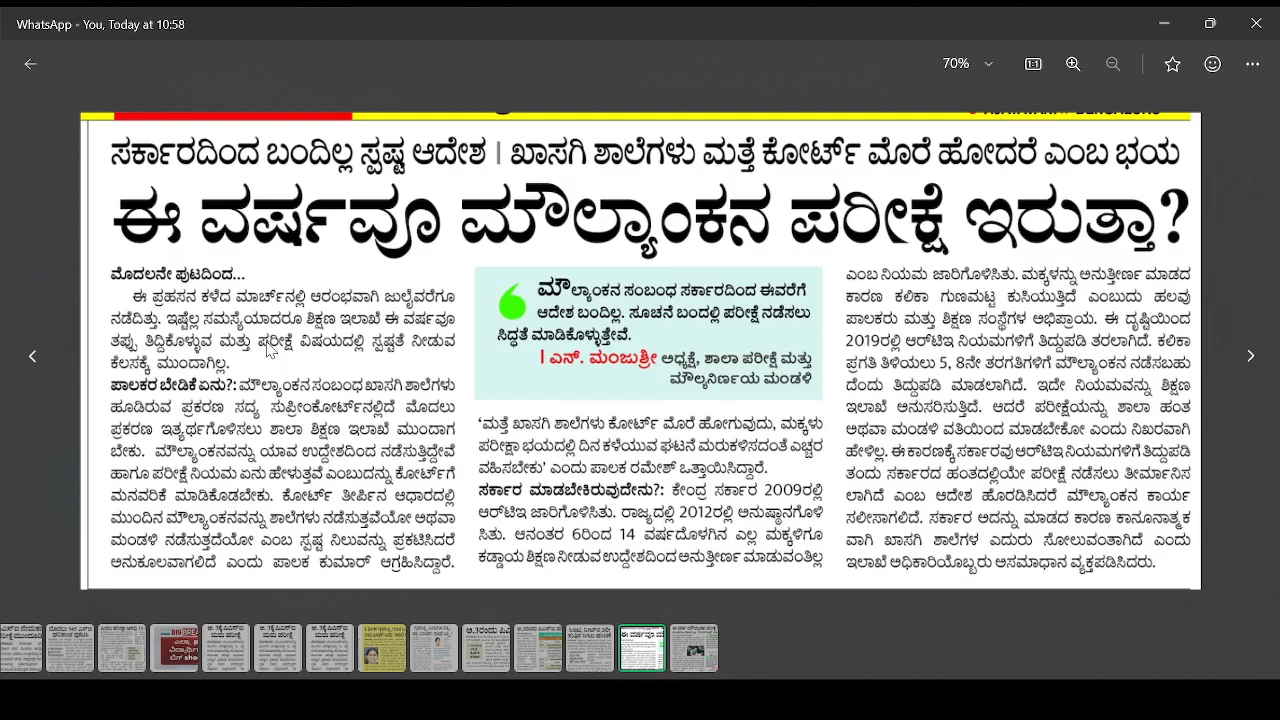 WhatsApp - You, Today at 10:58
70%
ಸರ್ಕಾರದಿಂದ ಬಂದಿಲ್ಲ ಸ್ಪಷ್ಟ ಆದೇಶ | ಖಾಸಗಿ ಶಾಲೆಗಳು ಮತ್ತೆ ಕೋರ್ಟ್ ಮೊರೆ ಹೋದರೆ ಎಂಬ ಭಯ
ಈ ವರ್ಷವೂ ಮೌಲ್ಯಾಂಕನ ಪರೀಕ್ಷೆ ಇರುತ್ತಾ?
ಮೊದಲನೇ ಪುಟದಿಂದ...
ಈ ಪ್ರಹಸನ ಕಳೆದ ಮಾರ್ಚ್‌ನಲ್ಲಿ ಆರಂಭವಾಗಿ ಜುಲೈವರೆಗೂ
ನಡೆದಿತ್ತು. ಇಷ್ಟೆಲ್ಲ ಸಮಸ್ಯೆಯಾದರೂ ಶಿಕ್ಷಣ ಇಲಾಖೆ ಈ ವರ್ಷವೂ
ತಪ್ಪು ತಿದ್ದಿಕೊಳ್ಳುವ ಮತ್ತು ಪರೀಕ್ಷೆ ವಿಷಯದಲ್ಲಿ ಸ್ಪಷ್ಟತೆ ನೀಡುವ
ಕೆಲಸಕ್ಕೆ ಮುಂದಾಗಿಲ್ಲ.
ಪಾಲಕರ ಬೇಡಿಕೆ ಏನು?: ಮೌಲ್ಯಾಂಕನ ಸಂಬಂಧ ಖಾಸಗಿ ಶಾಲೆಗಳು
ಹೂಡಿರುವ ಪ್ರಕರಣ ಸದ್ಯ ಸುಪ್ರೀಂಕೋರ್ಟ್‌ನಲ್ಲಿದೆ ಮೊದಲು
ಪ್ರಕರಣ ಇತ್ಯರ್ಥಗೊಳಿಸಲು ಶಾಲಾ ಶಿಕ್ಷಣ ಇಲಾಖೆ ಮುಂದಾಗ
ಬೇಕು. ಮೌಲ್ಯಾಂಕನವನ್ನು ಯಾವ ಉದ್ದೇಶದಿಂದ ನಡೆಸುತ್ತಿದ್ದೇವೆ
ಹಾಗೂ ಪರೀಕ್ಷೆ ನಿಯಮ ಏನು ಹೇಳುತ್ತವೆ ಎಂಬುದನ್ನು ಕೋರ್ಟ್‌ಗೆ
ಮನವರಿಕೆ ಮಾಡಿಕೊಡಬೇಕು. ಕೋರ್ಟ್ ತೀರ್ಪಿನ ಆಧಾರದಲ್ಲಿ
ಮುಂದಿನ ಮೌಲ್ಯಾಂಕನವನ್ನು ಶಾಲೆಗಳು ನಡೆಸುತ್ತವೆಯೋ ಅಥವಾ
ಮಂಡಳಿ ನಡೆಸುತ್ತದೆಯೋ ಎಂಬ ಸ್ಪಷ್ಟ ನಿಲುವನ್ನು ಪ್ರಕಟಿಸಿದರೆ
ಅನುಕೂಲವಾಗಲಿದೆ ಎಂದು ಪಾಲಕ ಕುಮಾರ್ ಆಗ್ರಹಿಸಿದ್ದಾರೆ.
ಮೌಲ್ಯಾಂಕನ ಸಂಬಂಧ ಸರ್ಕಾರದಿಂದ ಈವರೆಗೆ
ಆದೇಶ ಬಂದಿಲ್ಲ. ಸೂಚನೆ ಬಂದಲ್ಲಿ ಪರೀಕ್ಷೆ ನಡೆಸಲು
ಸಿದ್ಧತೆ ಮಾಡಿಕೊಳ್ಳುತ್ತೇವೆ.
| ಎನ್. ಮಂಜುಶ್ರೀ ಅಧ್ಯಕ್ಷೆ, ಶಾಲಾ ಪರೀಕ್ಷೆ ಮತ್ತು
ಮೌಲ್ಯನಿರ್ಣಯ ಮಂಡಳಿ
‘ಮತ್ತೆ ಖಾಸಗಿ ಶಾಲೆಗಳು ಕೋರ್ಟ್ ಮೊರೆ ಹೋಗುವುದು, ಮಕ್ಕಳು
ಪರೀಕ್ಷಾ ಭಯದಲ್ಲಿ ದಿನ ಕಳೆಯುವ ಘಟನೆ ಮರುಕಳಿಸದಂತೆ ಎಚ್ಚರ
ವಹಿಸಬೇಕು’ ಎಂದು ಪಾಲಕ ರಮೇಶ್ ಒತ್ತಾಯಿಸಿದ್ದಾರೆ.
ಸರ್ಕಾರ ಮಾಡಬೇಕಿರುವುದೇನು?: ಕೇಂದ್ರ ಸರ್ಕಾರ 2009ರಲ್ಲಿ
ಆರ್‌ಟಿಇ ಜಾರಿಗೊಳಿಸಿತು. ರಾಜ್ಯದಲ್ಲಿ 2012ರಲ್ಲಿ ಅನುಷ್ಠಾನಗೊಳಿ
ಸಿತು. ಆನಂತರ 6ರಿಂದ 14 ವರ್ಷದೊಳಗಿನ ಎಲ್ಲ ಮಕ್ಕಳಿಗೂ
ಕಡ್ಡಾಯ ಶಿಕ್ಷಣ ನೀಡುವ ಉದ್ದೇಶದಿಂದ ಅನುತ್ತೀರ್ಣ ಮಾಡುವಂತಿಲ್ಲ
ಎಂಬ ನಿಯಮ ಜಾರಿಗೊಳಿಸಿತು. ಮಕ್ಕಳನ್ನು ಅನುತ್ತೀರ್ಣ ಮಾಡದ
ಕಾರಣ ಕಲಿಕಾ ಗುಣಮಟ್ಟ ಕುಸಿಯುತ್ತಿದೆ ಎಂಬುದು ಹಲವು
ಪಾಲಕರು ಮತ್ತು ಶಿಕ್ಷಣ ಸಂಸ್ಥೆಗಳ ಅಭಿಪ್ರಾಯ. ಈ ದೃಷ್ಟಿಯಿಂದ
2019ರಲ್ಲಿ ಆರ್‌ಟಿಇ ನಿಯಮಗಳಿಗೆ ತಿದ್ದುಪಡಿ ತರಲಾಗಿದೆ. ಕಲಿಕಾ
ಪ್ರಗತಿ ತಿಳಿಯಲು 5, 8ನೇ ತರಗತಿಗಳಿಗೆ ಮೌಲ್ಯಾಂಕನ ನಡೆಸಬಹು
ದೆಂದು ತಿದ್ದುಪಡಿ ಮಾಡಲಾಗಿದೆ. ಇದೇ ನಿಯಮವನ್ನು ಶಿಕ್ಷಣ
ಇಲಾಖೆ ಅನುಸರಿಸುತ್ತಿದೆ. ಆದರೆ ಪರೀಕ್ಷೆಯನ್ನು ಶಾಲಾ ಹಂತ
ಅಥವಾ ಮಂಡಳಿ ವತಿಯಿಂದ ಮಾಡಬೇಕೋ ಎಂದು ನಿಖರವಾಗಿ
ಹೇಳಿಲ್ಲ. ಈ ಕಾರಣಕ್ಕೆ ಸರ್ಕಾರವು ಆರ್‌ಟಿಇ ನಿಯಮಗಳಿಗೆ ತಿದ್ದುಪಡಿ
ತಂದು ಸರ್ಕಾರದ ಹಂತದಲ್ಲಿಯೇ ಪರೀಕ್ಷೆ ನಡೆಸಲು ತೀರ್ಮಾನಿಸ
ಲಾಗಿದೆ ಎಂಬ ಆದೇಶ ಹೊರಡಿಸಿದರೆ ಮೌಲ್ಯಾಂಕನ ಕಾರ್ಯ
ಸಲೀಸಾಗಲಿದೆ. ಸರ್ಕಾರ ಅದನ್ನು ಮಾಡದ ಕಾರಣ ಕಾನೂನಾತ್ಮಕ
ವಾಗಿ ಖಾಸಗಿ ಶಾಲೆಗಳ ಎದುರು ಸೋಲುವಂತಾಗಿದೆ ಎಂದು
ಇಲಾಖೆ ಅಧಿಕಾರಿಯೊಬ್ಬರು ಅಸಮಾಧಾನ ವ್ಯಕ್ತಪಡಿಸಿದರು.